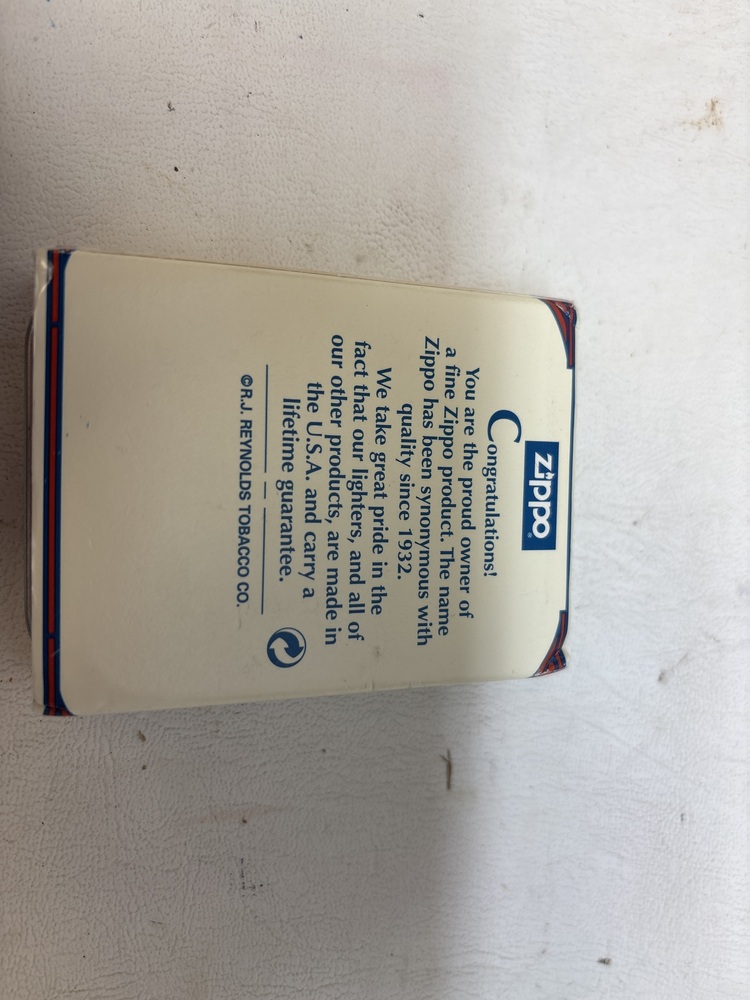 Zippo
Congratulations!
You are the proud owner of
a fine Zippo product. The name
Zippo has been synonymous with
quality since 1932.
We take great pride in the
fact that our lighters, and all of
our other products, are made in
the U.S.A. and carry a
lifetime guarantee.
©R.J. REYNOLDS TOBACCO CO.